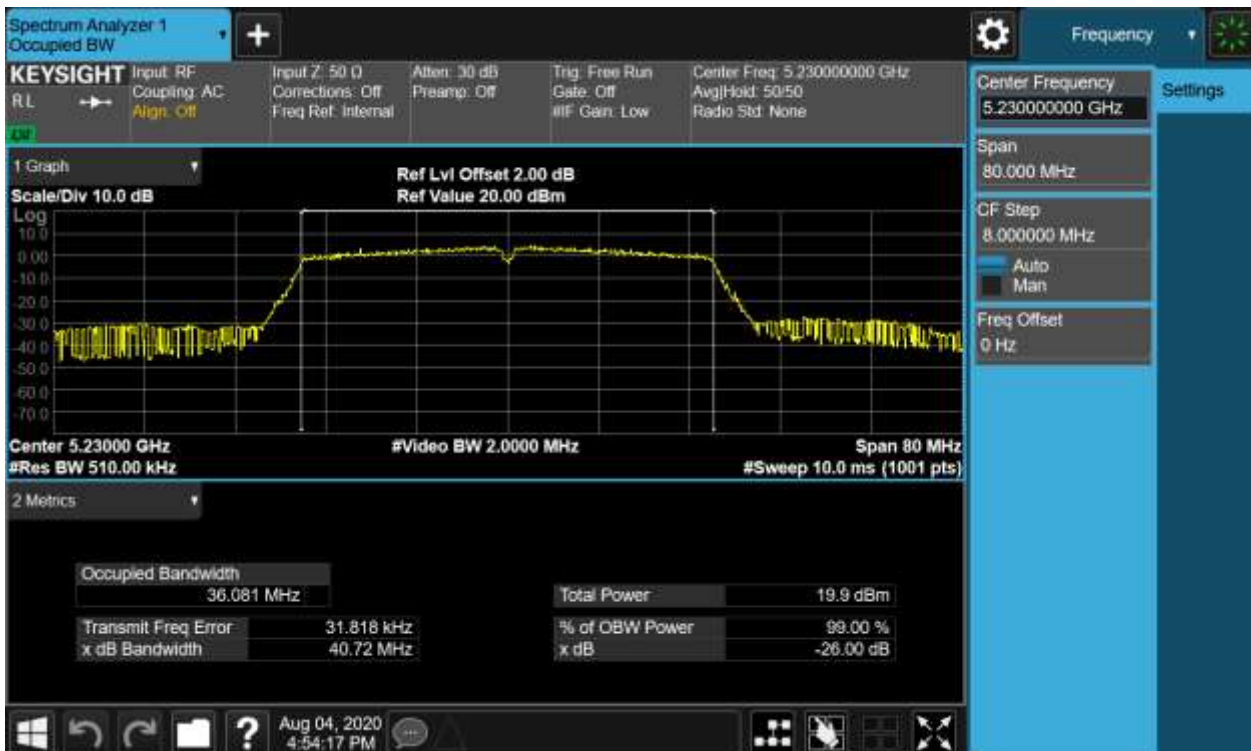 Spectrum Analyzer 1
Occupied BW
+
Frequency
KEYSIGHT
RL
Input: RF
Coupling: AC
Align: Off
Input Z: 50 Ω
Corrections: Off
Freq Ref: Internal
Atten: 30 dB
Preamp: Off
Trig: Free Run
Gate: Off
#IF Gain: Low
Center Freq: 5.230000000 GHz
Avg|Hold: 50/50
Radio Std: None
Center Frequency
5.230000000 GHz
Settings
Span
80.000 MHz
CF Step
8.000000 MHz
Auto
Man
Freq Offset
0 Hz
1 Graph
Scale/Div 10.0 dB
Ref Lvl Offset 2.00 dB
Ref Value 20.00 dBm
Log
10.0
0.00
-10.0
-20.0
-30.0
-40.0
-50.0
-60.0
-70.0
Center 5.23000 GHz
#Res BW 510.00 kHz
#Video BW 2.0000 MHz
Span 80 MHz
#Sweep 10.0 ms (1001 pts)
2 Metrics
Occupied Bandwidth
36.081 MHz
Total Power 19.9 dBm
Transmit Freq Error 31.818 kHz
% of OBW Power 99.00 %
x dB Bandwidth 40.72 MHz
x dB -26.00 dB
?
Aug 04, 2020
4:54:17 PM